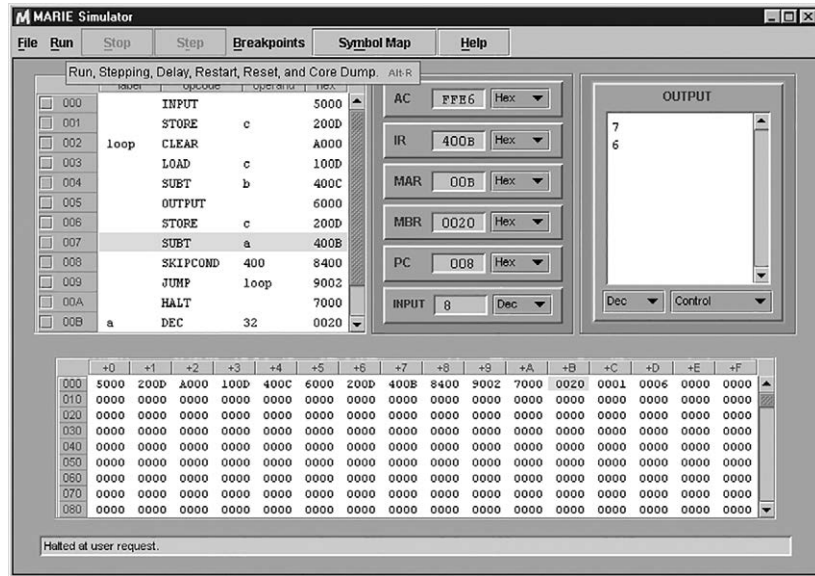 MARIE Simulator
File Run Stop Step Breakpoints Symbol Map Help
Run, Stepping, Delay, Restart, Reset, and Core Dump. Alt-R
label opcode operand hex
000 INPUT 5000
001 STORE c 200D
002 loop CLEAR A000
003 LOAD c 100D
004 SUBT b 400C
005 OUTPUT 6000
006 STORE c 200D
007 SUBT a 400B
008 SKIPCOND 400 8400
009 JUMP loop 9002
00A HALT 7000
00B a DEC 32 0020
AC FFE6 Hex
IR 400B Hex
MAR 00B Hex
MBR 0020 Hex
PC 008 Hex
INPUT 8 Dec
OUTPUT
7
6
Dec Control
+0 +1 +2 +3 +4 +5 +6 +7 +8 +9 +A +B +C +D +E +F
000 5000 200D A000 100D 400C 6000 200D 400B 8400 9002 7000 0020 0001 0006 0000 0000
010 0000 0000 0000 0000 0000 0000 0000 0000 0000 0000 0000 0000 0000 0000 0000 0000
020 0000 0000 0000 0000 0000 0000 0000 0000 0000 0000 0000 0000 0000 0000 0000 0000
030 0000 0000 0000 0000 0000 0000 0000 0000 0000 0000 0000 0000 0000 0000 0000 0000
040 0000 0000 0000 0000 0000 0000 0000 0000 0000 0000 0000 0000 0000 0000 0000 0000
050 0000 0000 0000 0000 0000 0000 0000 0000 0000 0000 0000 0000 0000 0000 0000 0000
060 0000 0000 0000 0000 0000 0000 0000 0000 0000 0000 0000 0000 0000 0000 0000 0000
070 0000 0000 0000 0000 0000 0000 0000 0000 0000 0000 0000 0000 0000 0000 0000 0000
080 0000 0000 0000 0000 0000 0000 0000 0000 0000 0000 0000 0000 0000 0000 0000 0000
Halted at user request.